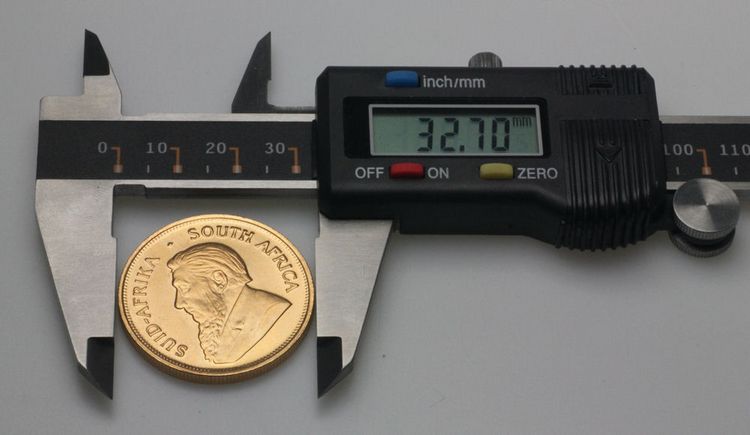 inch/mm
32.70 mm
OFF ON ZERO
0 10 20 30 100 110
SUID-AFRIKA · SOUTH AFRICA